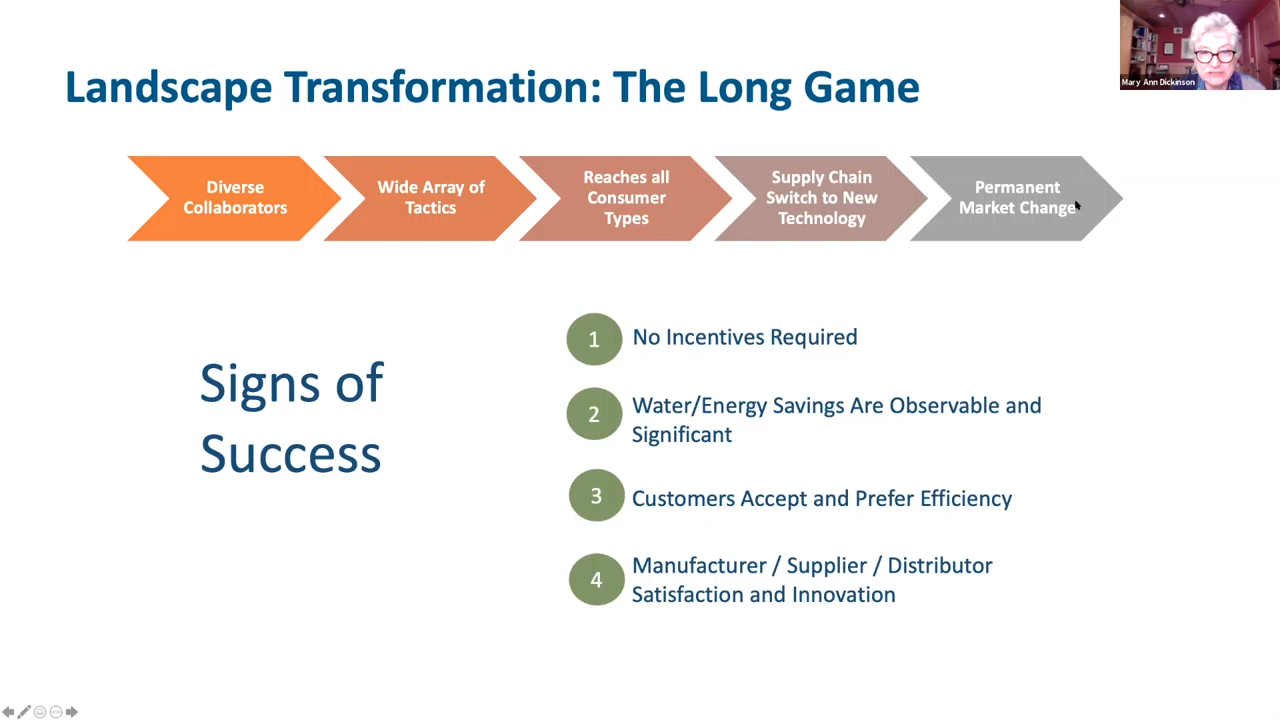 Mary Ann Dickinson
Landscape Transformation: The Long Game
Diverse
Collaborators
Wide Array of
Tactics
Reaches all
Consumer
Types
Supply Chain
Switch to New
Technology
Permanent
Market Change
Signs of
Success
1 No Incentives Required
2 Water/Energy Savings Are Observable and
Significant
3 Customers Accept and Prefer Efficiency
4 Manufacturer / Supplier / Distributor
Satisfaction and Innovation